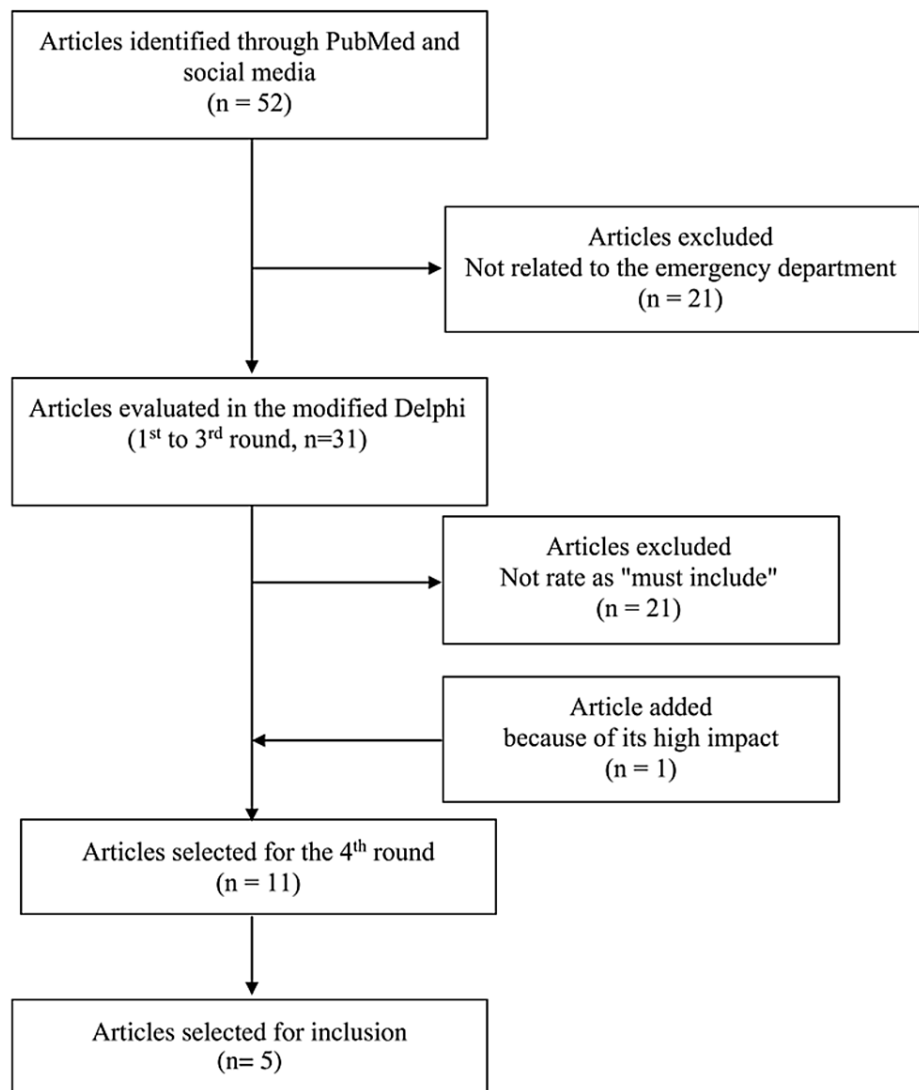 Articles identified through PubMed and
social media
(n = 52)
Articles excluded
Not related to the emergency department
(n = 21)
Articles evaluated in the modified Delphi
(1st to 3rd round, n=31)
Articles excluded
Not rate as "must include"
(n = 21)
Article added
because of its high impact
(n = 1)
Articles selected for the 4th round
(n = 11)
Articles selected for inclusion
(n= 5)